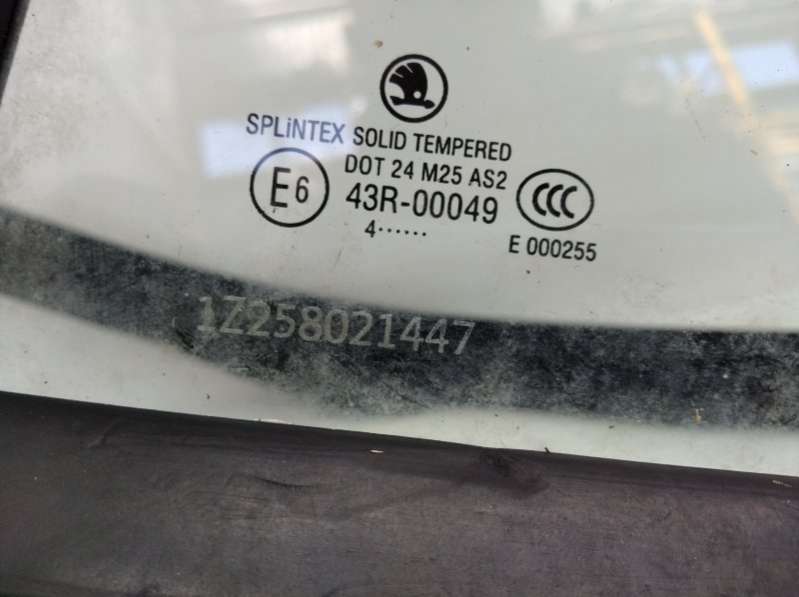 SPLiNTEX SOLID TEMPERED
DOT 24 M25 AS2
E6 43R-00049 CCC
4······
E 000255
1Z258021447